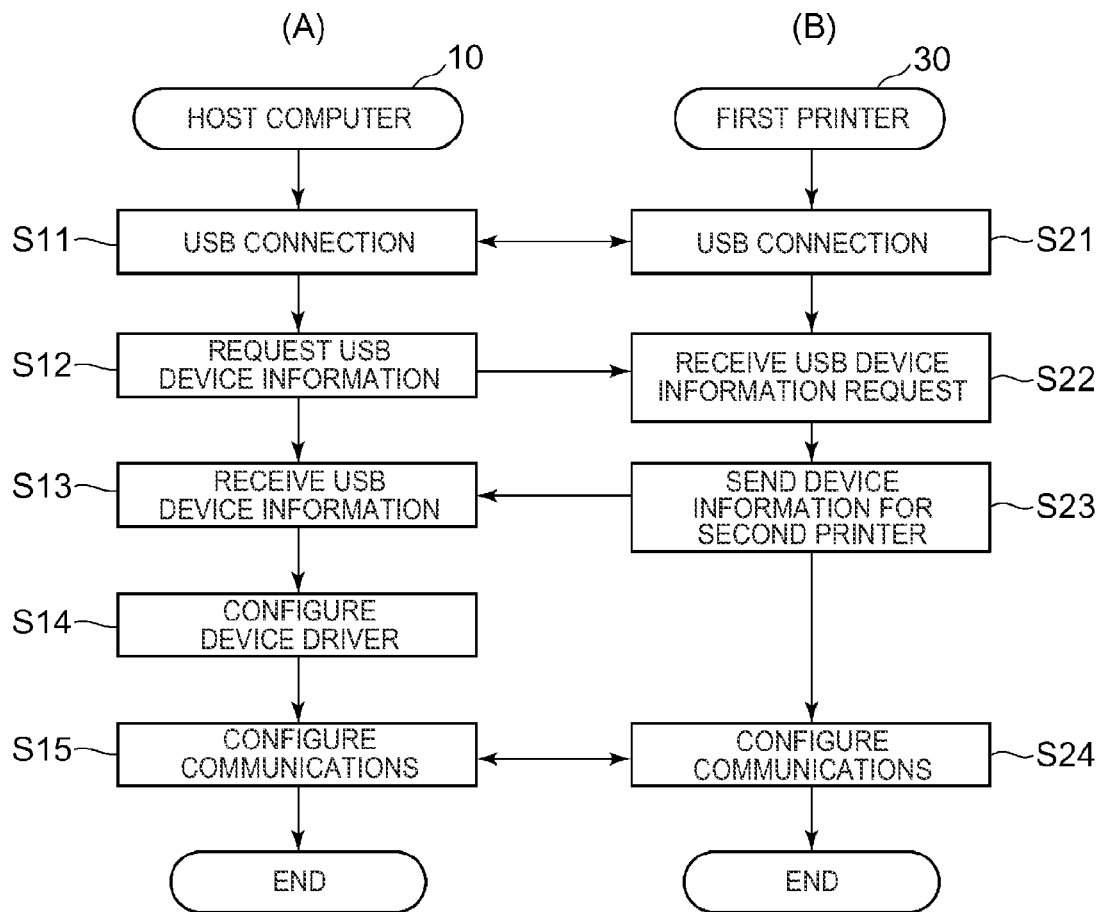 (A)
(B)
10
30
HOST COMPUTER
FIRST PRINTER
S11
USB CONNECTION
USB CONNECTION
S21
S12
REQUEST USB
DEVICE INFORMATION
RECEIVE USB DEVICE
INFORMATION REQUEST
S22
S13
RECEIVE USB
DEVICE INFORMATION
SEND DEVICE
INFORMATION FOR
SECOND PRINTER
S23
S14
CONFIGURE
DEVICE DRIVER
S15
CONFIGURE
COMMUNICATIONS
CONFIGURE
COMMUNICATIONS
S24
END
END